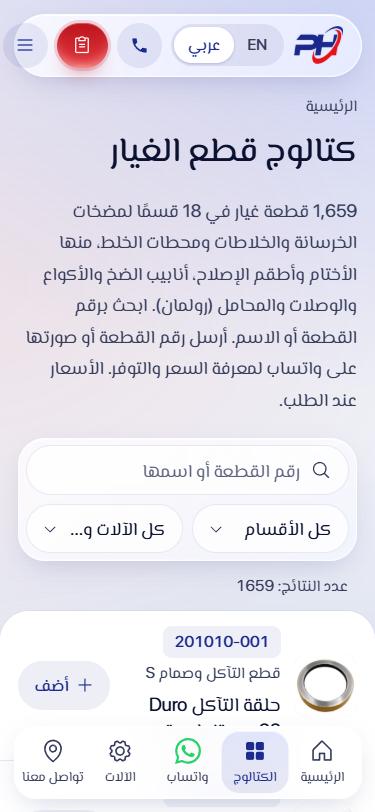 PH
EN
عربي
الرئيسية
كتالوج قطع الغيار
1,659 قطعة غيار في 18 قسمًا لمضخات
الخرسانة والخلاطات ومحطات الخلط، منها
الأختام وأطقم الإصلاح، أنابيب الضخ والأكواع
والوصلات والمحامل (رولمان). ابحث برقم
القطعة أو الاسم. أرسل رقم القطعة أو صورتها
على واتساب لمعرفة السعر والتوفر. الأسعار
عند الطلب.
رقم القطعة أو اسمها
كل الأقسام
كل الآلات و...
عدد النتائج: 1659
201010-001
قطع التآكل وصمام S
حلقة التآكل Duro
أضف
الرئيسية
الكتالوج
واتساب
الآلات
تواصل معنا